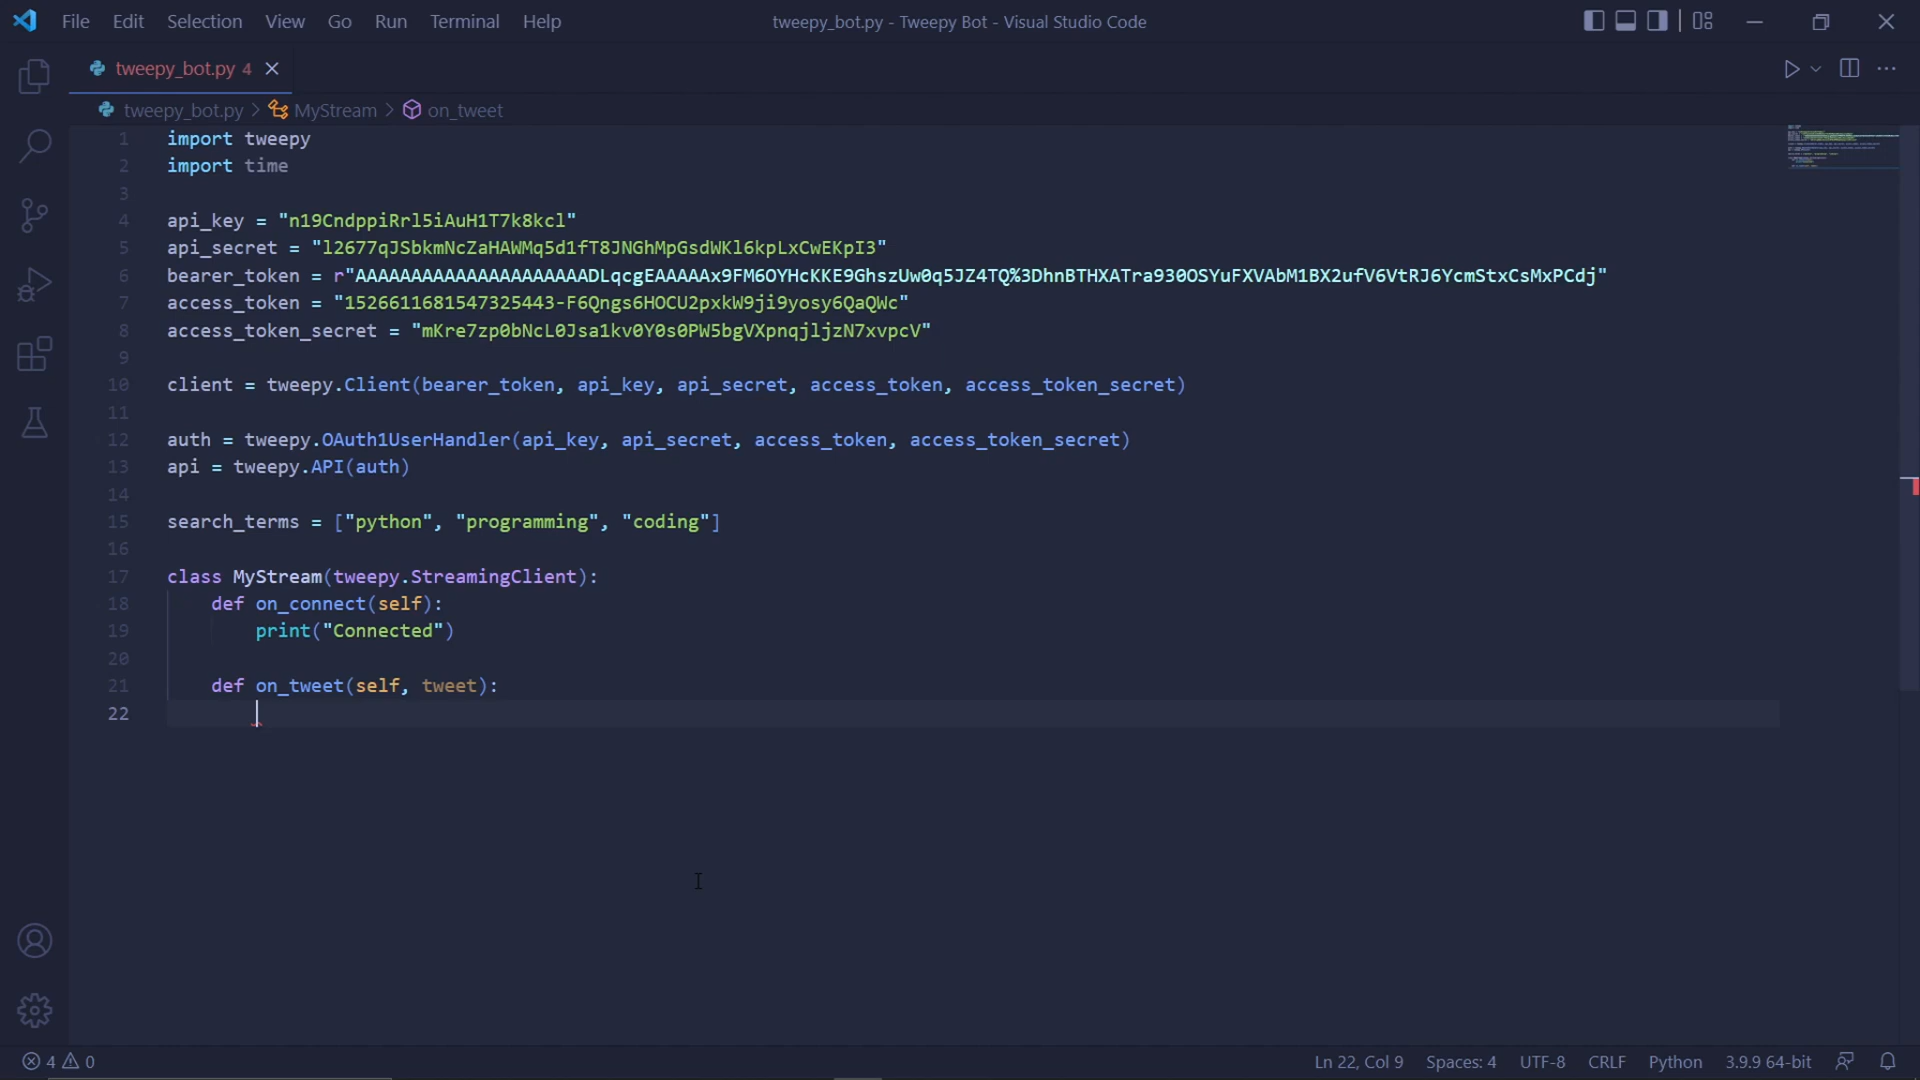 File Edit Selection View Go Run Terminal Help
tweepy_bot.py - Tweepy Bot - Visual Studio Code
tweepy_bot.py 4
tweepy_bot.py > MyStream > on_tweet
1 import tweepy
2 import time
3
4 api_key = "n19CndppiRrl5iAuH1T7k8kcl"
5 api_secret = "l2677qJSbkmNcZaHAWMq5d1fT8JNGhMpGsdWKl6kpLxCwEKpI3"
6 bearer_token = r"AAAAAAAAAAAAAAAAAAAAADLqcgEAAAAAx9FM6OYHcKKE9GhszUw0q5JZ4TQ%3DhnBTHXATra930OSYuFXVAbM1BX2ufV6VtRJ6YcmStxCsMxPCdj"
7 access_token = "1526611681547325443-F6Qngs6HOCU2pxkW9ji9yosy6QaQWc"
8 access_token_secret = "mKre7zp0bNcL0Jsa1kv0Y0s0PW5bgVXpnqjljzN7xvpcV"
9
10 client = tweepy.Client(bearer_token, api_key, api_secret, access_token, access_token_secret)
11
12 auth = tweepy.OAuth1UserHandler(api_key, api_secret, access_token, access_token_secret)
13 api = tweepy.API(auth)
14
15 search_terms = ["python", "programming", "coding"]
16
17 class MyStream(tweepy.StreamingClient):
18     def on_connect(self):
19         print("Connected")
20
21     def on_tweet(self, tweet):
22
4 0
Ln 22, Col 9 Spaces: 4 UTF-8 CRLF Python 3.9.9 64-bit